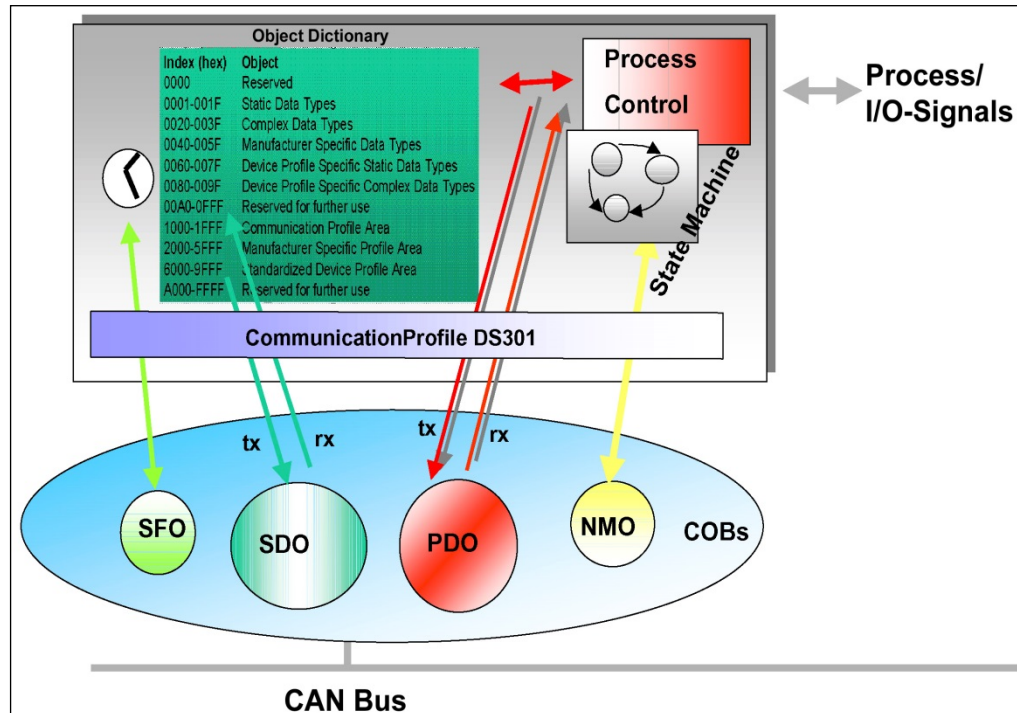 Object Dictionary
Index (hex) Object
0000 Reserved
0001-001F Static Data Types
0020-003F Complex Data Types
0040-005F Manufacturer Specific Data Types
0060-007F Device Profile Specific Static Data Types
0080-009F Device Profile Specific Complex Data Types
00A0-0FFF Reserved for further use
1000-1FFF Communication Profile Area
2000-5FFF Manufacturer Specific Profile Area
6000-9FFF Standardized Device Profile Area
A000-FFFF Reserved for further use
Process
Control
State Machine
Process/
I/O-Signals
CommunicationProfile DS301
tx rx tx rx
SFO SDO PDO NMO COBs
CAN Bus